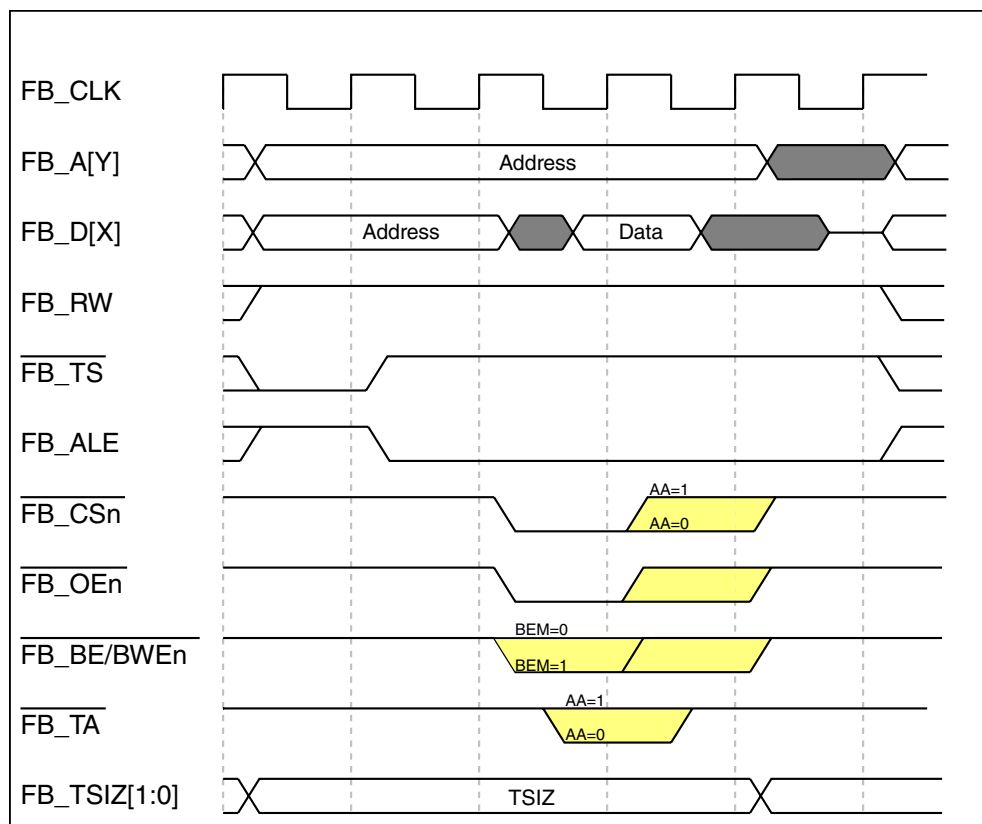 FB_CLK
FB_A[Y]
Address
FB_D[X]
Address Data
FB_RW
FB_TS
FB_ALE
FB_CSn
AA=1
AA=0
FB_OEn
FB_BE/BWEn
BEM=0
BEM=1
FB_TA
AA=1
AA=0
FB_TSIZ[1:0]
TSIZ